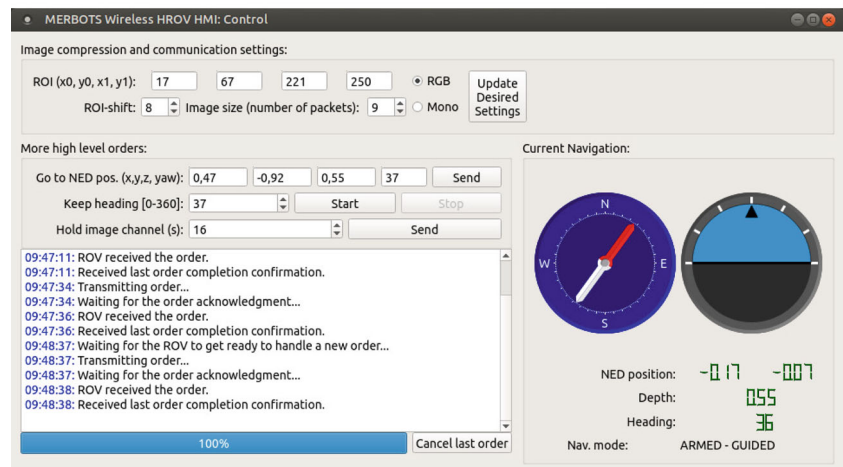 MERBOTS Wireless HROV HMI: Control
Image compression and communication settings:
ROI (x0, y0, x1, y1): 17 67 221 250 RGB
ROI-shift: 8 Image size (number of packets): 9 Mono
Update
Desired
Settings
More high level orders:
Go to NED pos. (x,y,z, yaw): 0,47 -0,92 0,55 37 Send
Keep heading [0-360]: 37 Start Stop
Hold image channel (s): 16 Send
09:47:11: ROV received the order.
09:47:11: Received last order completion confirmation.
09:47:34: Transmitting order...
09:47:34: Waiting for the order acknowledgment...
09:47:36: ROV received the order.
09:47:36: Received last order completion confirmation.
09:48:37: Waiting for the ROV to get ready to handle a new order...
09:48:37: Transmitting order...
09:48:37: Waiting for the order acknowledgment...
09:48:38: ROV received the order.
09:48:38: Received last order completion confirmation.
100% Cancel last order
Current Navigation:
N
W E
S
NED position: -0.17 -0.07
Depth: 0.55
Heading: 36
Nav. mode: ARMED - GUIDED